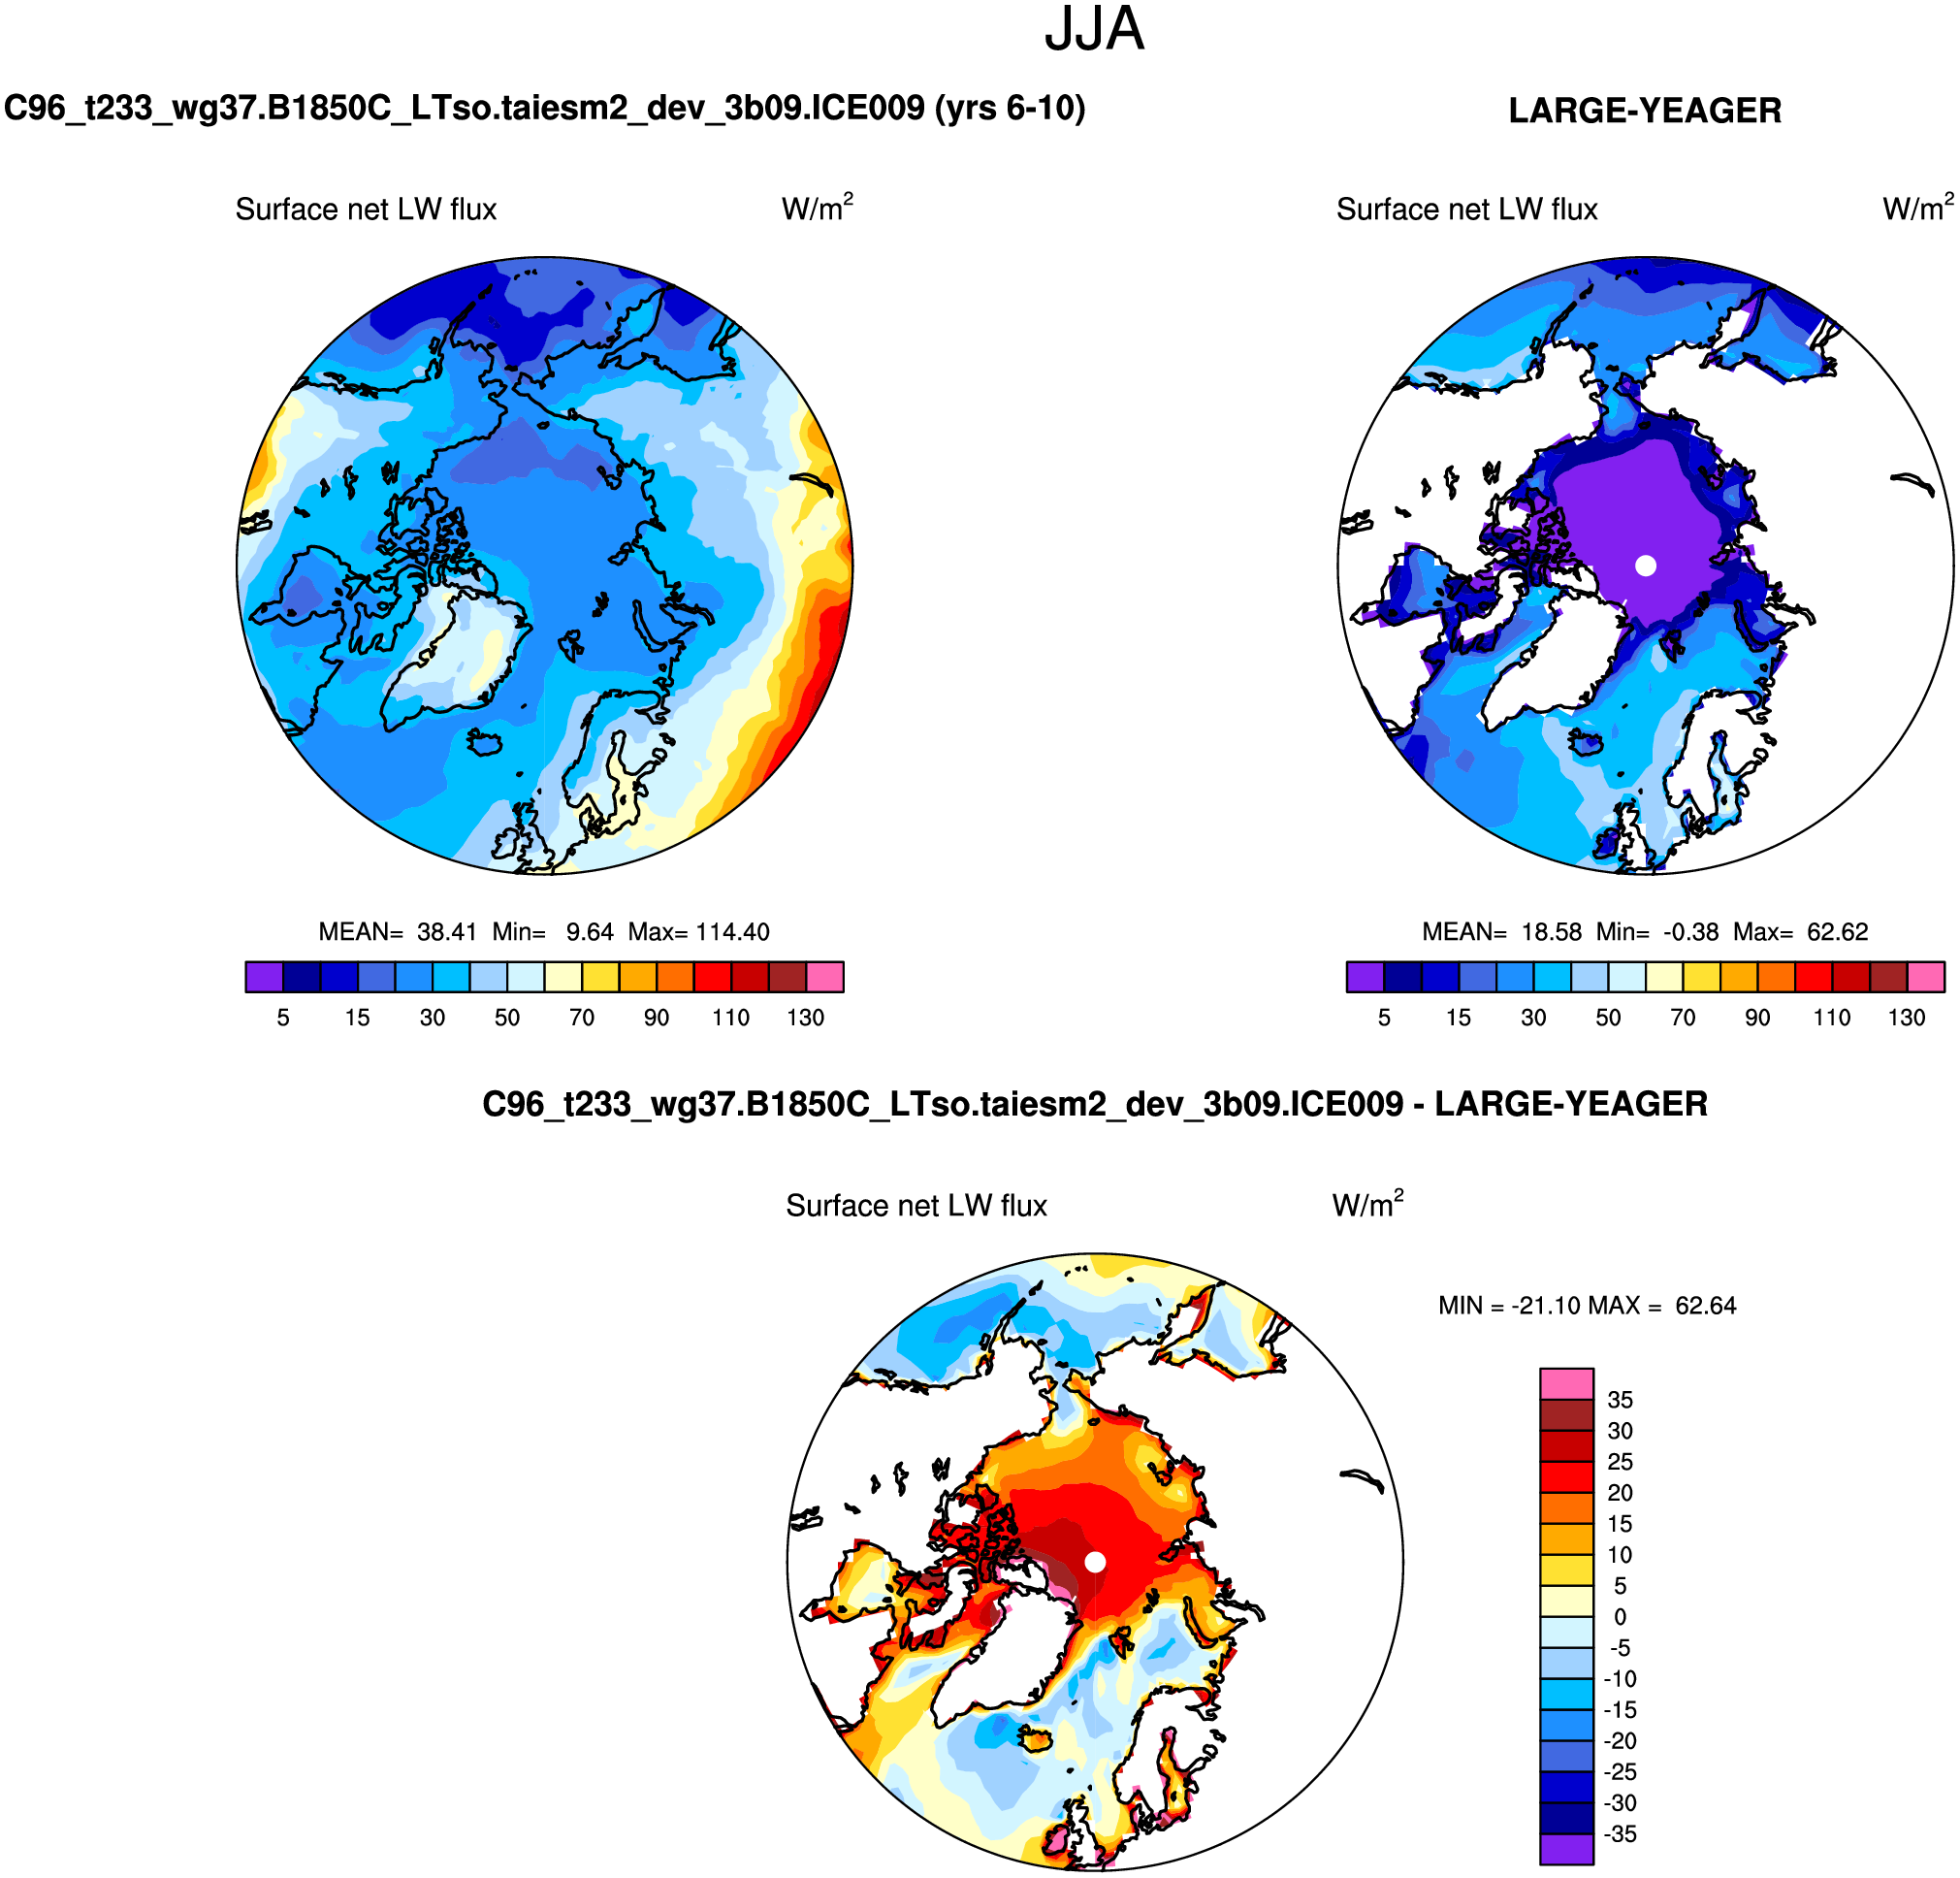 JJA
C96_t233_wg37.B1850C_LTso.taiesm2_dev_3b09.ICE009 (yrs 6-10)
LARGE-YEAGER
Surface net LW flux W/m2
Surface net LW flux W/m2
MEAN= 38.41 Min= 9.64 Max= 114.40
MEAN= 18.58 Min= -0.38 Max= 62.62
5 15 30 50 70 90 110 130
5 15 30 50 70 90 110 130
C96_t233_wg37.B1850C_LTso.taiesm2_dev_3b09.ICE009 - LARGE-YEAGER
Surface net LW flux W/m2
MIN = -21.10 MAX = 62.64
35
30
25
20
15
10
5
0
-5
-10
-15
-20
-25
-30
-35